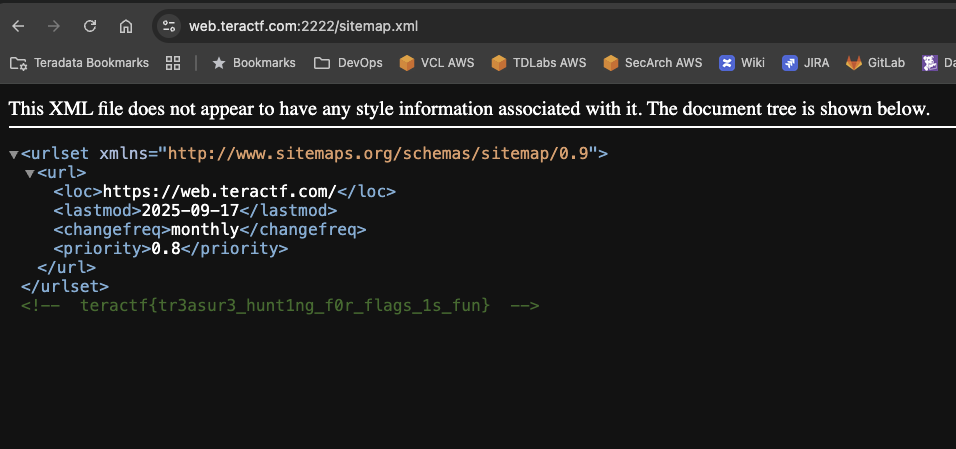 web.teractf.com:2222/sitemap.xml
Teradata Bookmarks Bookmarks DevOps VCL AWS TDLabs AWS SecArch AWS Wiki JIRA GitLab
This XML file does not appear to have any style information associated with it. The document tree is shown below.
▼<urlset xmlns="http://www.sitemaps.org/schemas/sitemap/0.9">
▼<url>
<loc>https://web.teractf.com/</loc>
<lastmod>2025-09-17</lastmod>
<changefreq>monthly</changefreq>
<priority>0.8</priority>
</url>
</urlset>
<!-- teractf{tr3asur3_hunt1ng_f0r_flags_1s_fun} -->